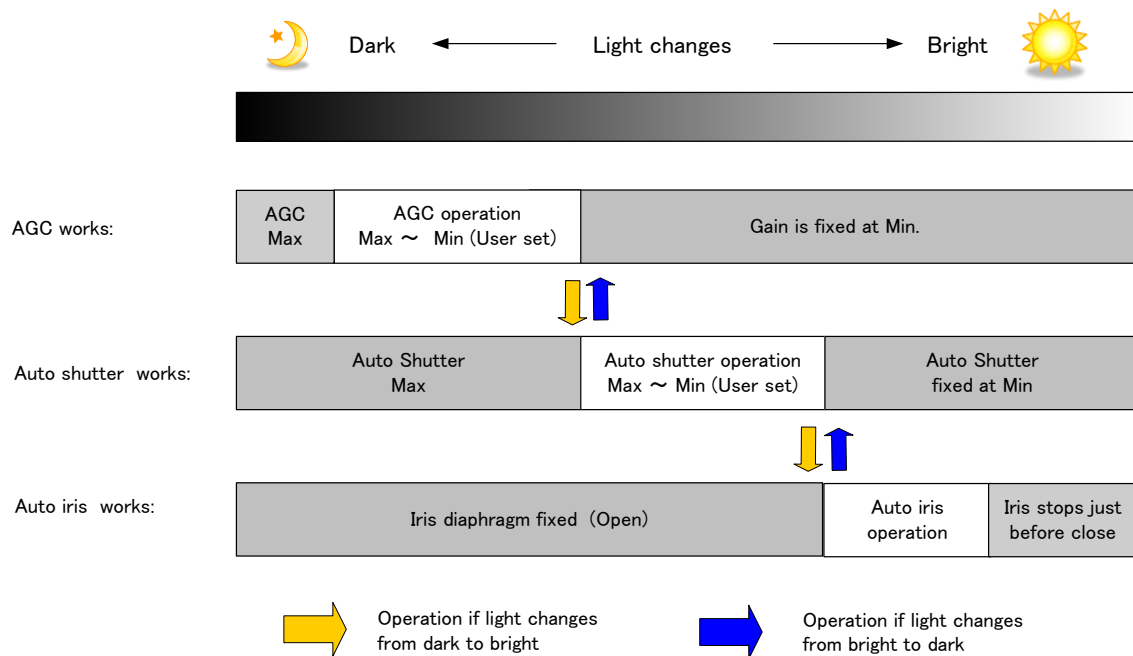 Dark
Light changes
Bright
AGC works:
AGC
Max
AGC operation
Max ～ Min (User set)
Gain is fixed at Min.
Auto shutter works:
Auto Shutter
Max
Auto shutter operation
Max ～ Min (User set)
Auto Shutter
fixed at Min
Auto iris works:
Iris diaphragm fixed (Open)
Auto iris
operation
Iris stops just
before close
Operation if light changes
from dark to bright
Operation if light changes
from bright to dark